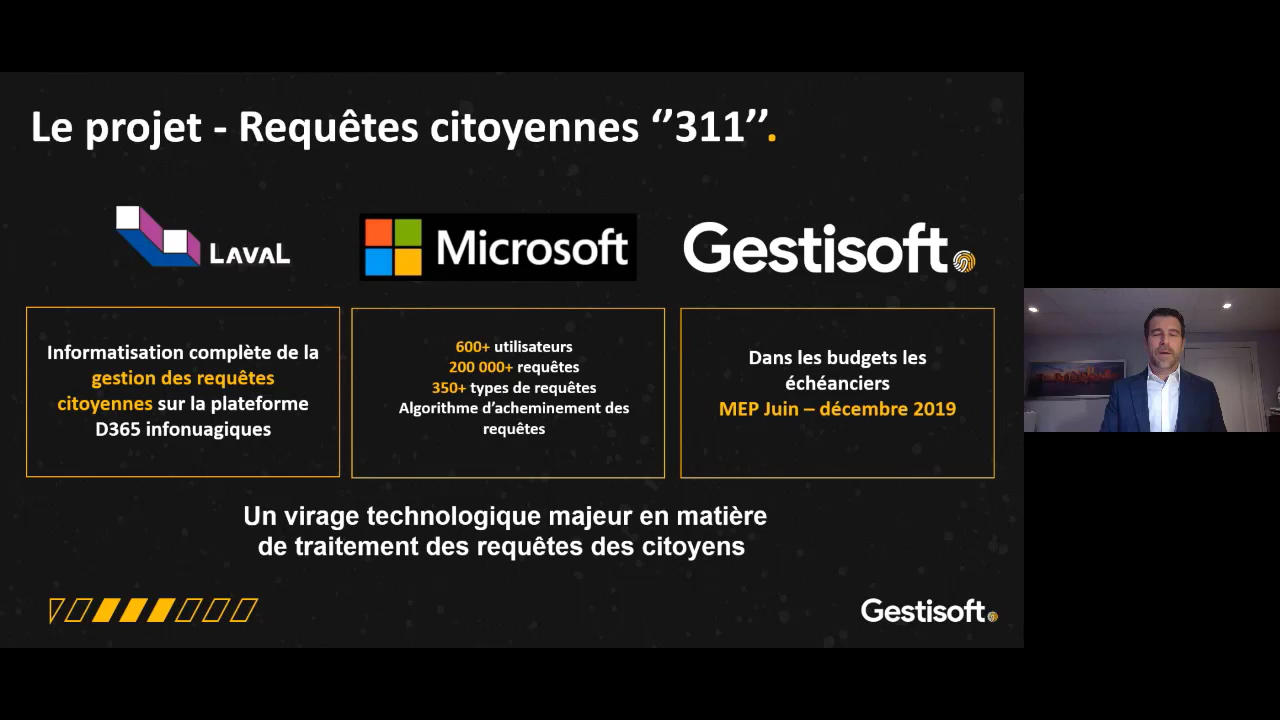 Le projet - Requêtes citoyennes ‘’311’’.
LAVAL
Microsoft
Gestisoft
Informatisation complète de la
gestion des requêtes
citoyennes sur la plateforme
D365 infonuagiques
600+ utilisateurs
200 000+ requêtes
350+ types de requêtes
Algorithme d’acheminement des
requêtes
Dans les budgets les
échéanciers
MEP Juin – décembre 2019
Un virage technologique majeur en matière
de traitement des requêtes des citoyens
Gestisoft